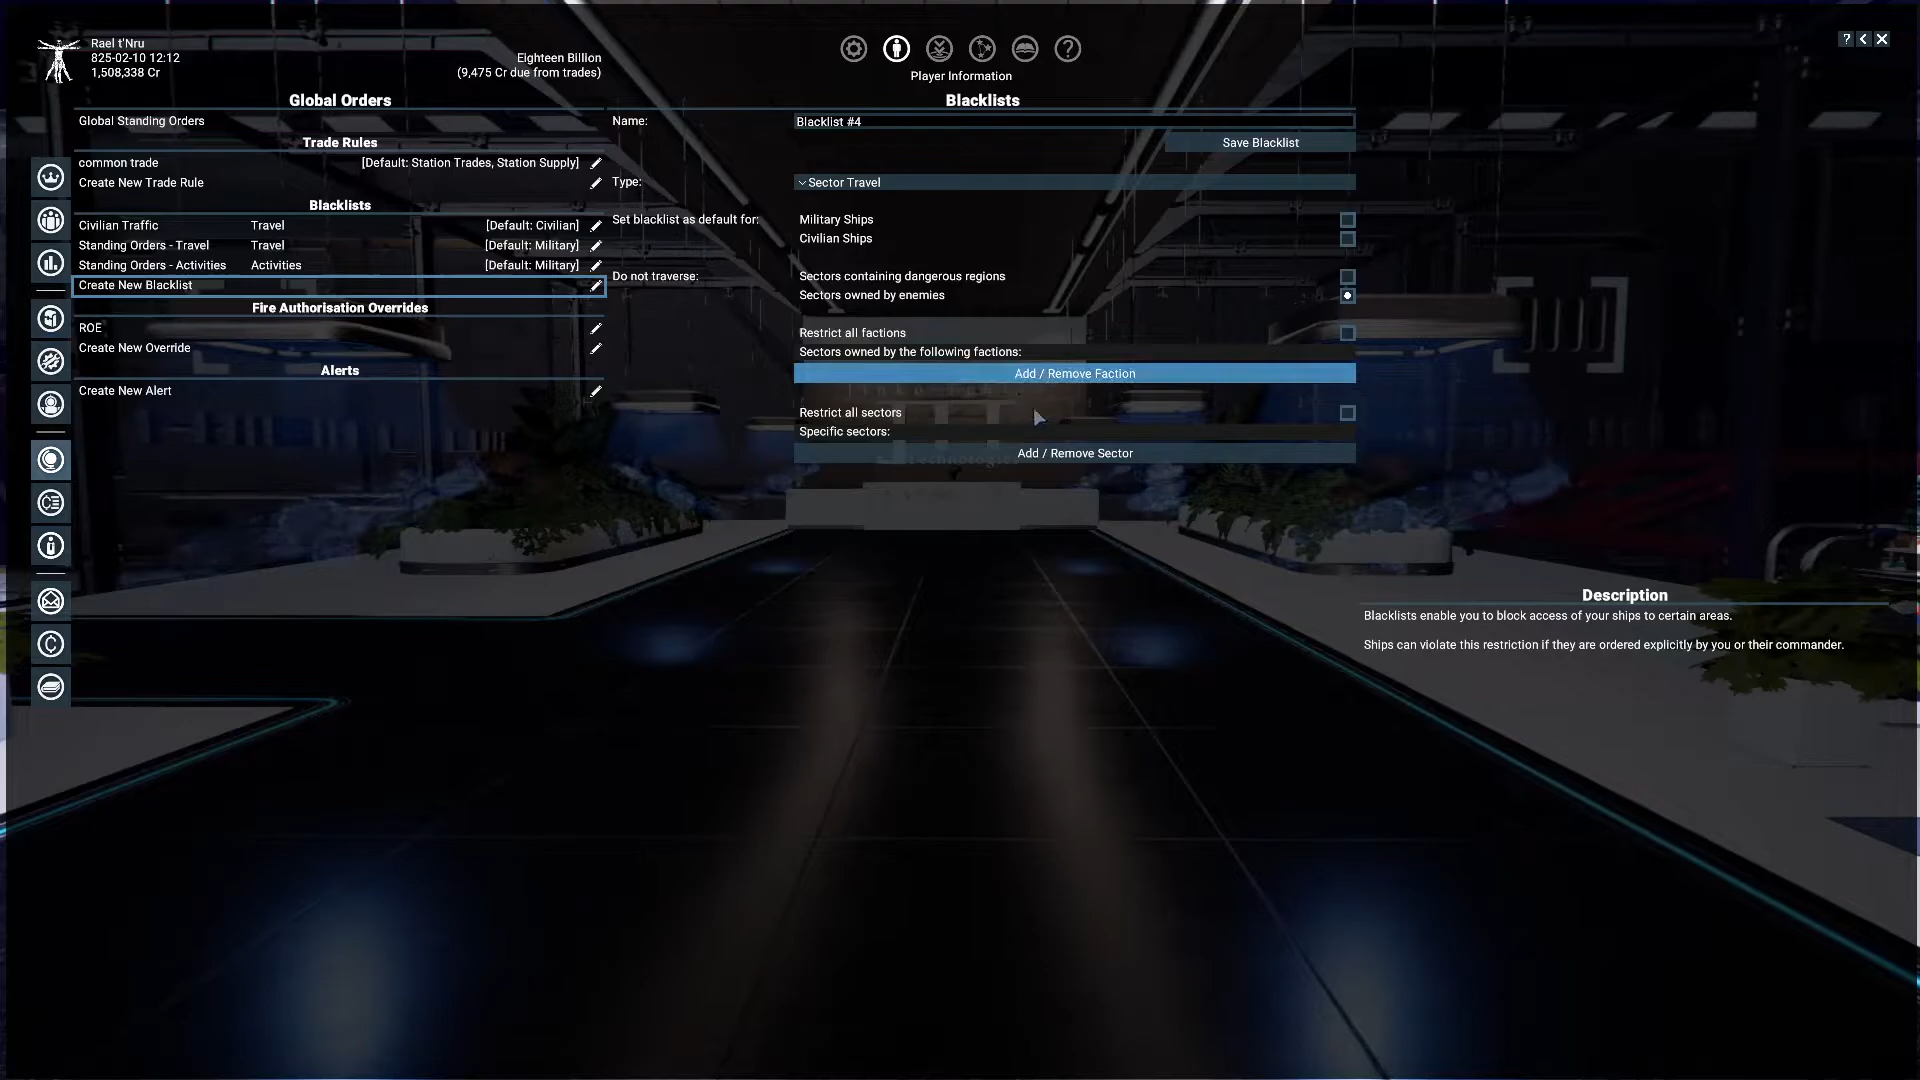 Rael t'Nru
825-02-10 12:12
1,508,338 Cr
Eighteen Billion
(9,475 Cr due from trades)
Player Information
? < X
Global Orders
Global Standing Orders
Trade Rules
common trade [Default: Station Trades, Station Supply]
Create New Trade Rule
Blacklists
Civilian Traffic Travel [Default: Civilian]
Standing Orders - Travel Travel [Default: Military]
Standing Orders - Activities Activities [Default: Military]
Create New Blacklist
Fire Authorisation Overrides
ROE
Create New Override
Alerts
Create New Alert
Blacklists
Name: Blacklist #4
Save Blacklist
Type: Sector Travel
Set blacklist as default for: Military Ships
Civilian Ships
Do not traverse: Sectors containing dangerous regions
Sectors owned by enemies
Restrict all factions
Sectors owned by the following factions:
Add / Remove Faction
Restrict all sectors
Specific sectors:
Add / Remove Sector
Description
Blacklists enable you to block access of your ships to certain areas.
Ships can violate this restriction if they are ordered explicitly by you or their commander.